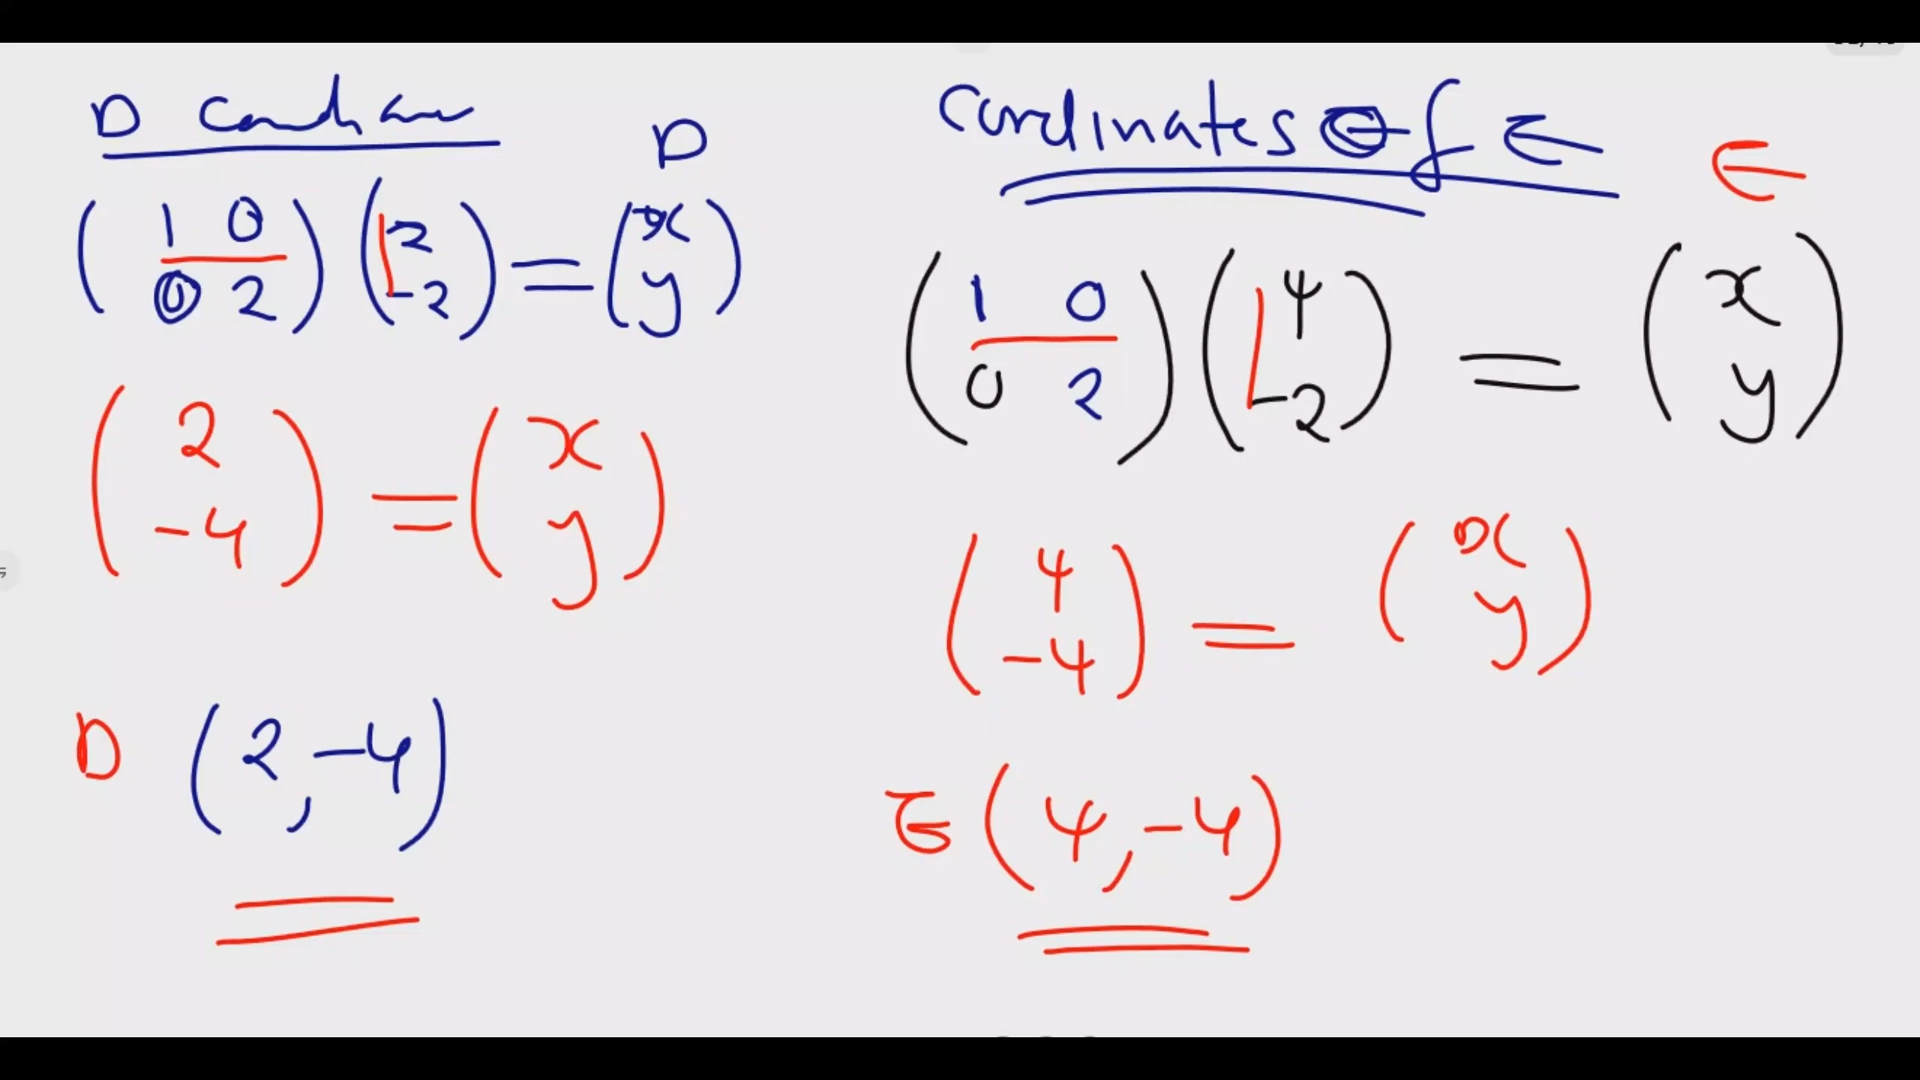 D
D
( 1 0 / 0 2 ) ( 2 / -2 ) = ( x / y )
( 2 / -4 ) = ( x / y )
D (2, -4)
Cordinates Of E
E
( 1 0 / 0 2 ) ( 4 / -2 ) = ( x / y )
( 4 / -4 ) = ( x / y )
E (4, -4)